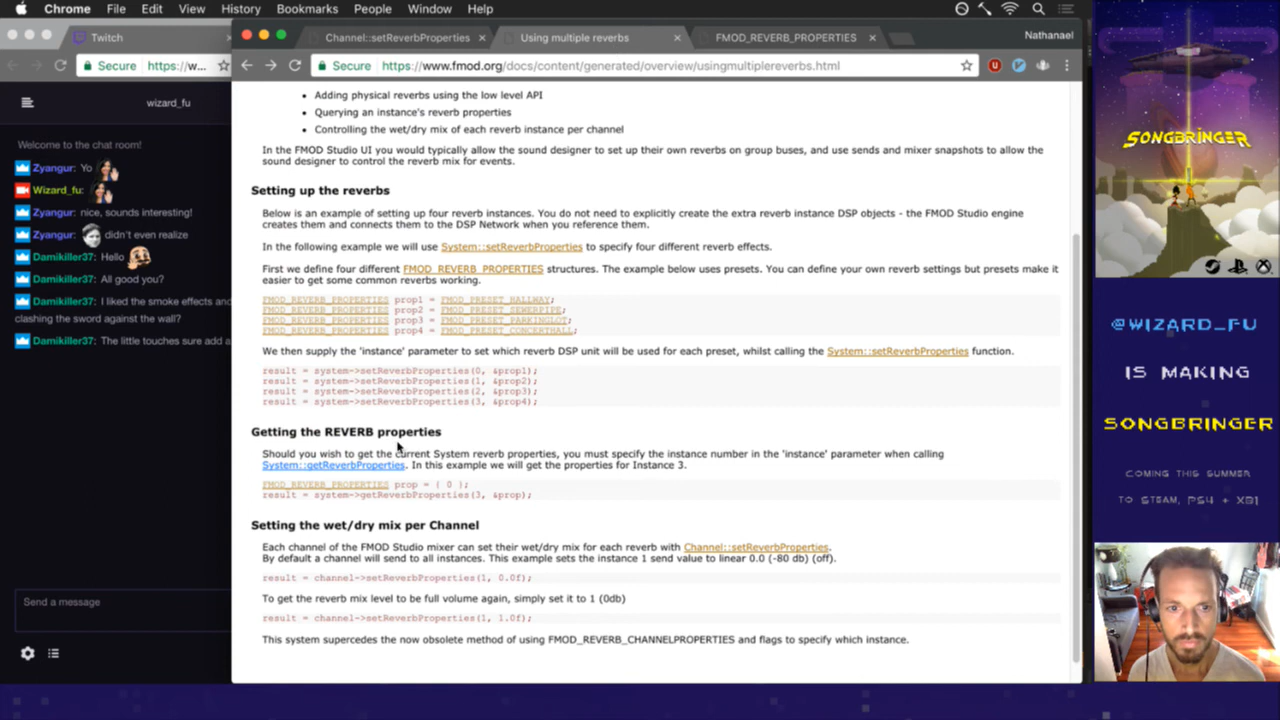 Chrome File Edit View History Bookmarks People Window Help
Twitch
Channel::setReverbProperties
Using multiple reverbs
FMOD_REVERB_PROPERTIES
Nathanael
Secure https://w...
Secure https://www.fmod.org/docs/content/generated/overview/usingmultiplereverbs.html
wizard_fu
Welcome to the chat room!
Zyangur: Yo
Wizard_fu:
Zyangur: nice, sounds interesting!
Zyangur: didn't even realize
Damikiller37: Hello
Damikiller37: All good you?
Damikiller37: I liked the smoke effects and
clashing the sword against the wall?
Damikiller37: The little touches sure add a
Send a message
• Adding physical reverbs using the low level API
• Querying an instance's reverb properties
• Controlling the wet/dry mix of each reverb instance per channel
In the FMOD Studio UI you would typically allow the sound designer to set up their own reverbs on group buses, and use sends and mixer snapshots to allow the
sound designer to control the reverb mix for events.
Setting up the reverbs
Below is an example of setting up four reverb instances. You do not need to explicitly create the extra reverb instance DSP objects - the FMOD Studio engine
creates them and connects them to the DSP Network when you reference them.
In the following example we will use System::setReverbProperties to specify four different reverb effects.
First we define four different FMOD_REVERB_PROPERTIES structures. The example below uses presets. You can define your own reverb settings but presets make it
easier to get some common reverbs working.
FMOD_REVERB_PROPERTIES prop1 = FMOD_PRESET_HALLWAY;
FMOD_REVERB_PROPERTIES prop2 = FMOD_PRESET_SEWERPIPE;
FMOD_REVERB_PROPERTIES prop3 = FMOD_PRESET_PARKINGLOT;
FMOD_REVERB_PROPERTIES prop4 = FMOD_PRESET_CONCERTHALL;
We then supply the 'instance' parameter to set which reverb DSP unit will be used for each preset, whilst calling the System::setReverbProperties function.
result = system->setReverbProperties(0, &prop1);
result = system->setReverbProperties(1, &prop2);
result = system->setReverbProperties(2, &prop3);
result = system->setReverbProperties(3, &prop4);
Getting the REVERB properties
Should you wish to get the current System reverb properties, you must specify the instance number in the 'instance' parameter when calling
System::getReverbProperties. In this example we will get the properties for Instance 3.
FMOD_REVERB_PROPERTIES prop = { 0 };
result = system->getReverbProperties(3, &prop);
Setting the wet/dry mix per Channel
Each channel of the FMOD Studio mixer can set their wet/dry mix for each reverb with Channel::setReverbProperties.
By default a channel will send to all instances. This example sets the instance 1 send value to linear 0.0 (-80 db) (off).
result = channel->setReverbProperties(1, 0.0f);
To get the reverb mix level to be full volume again, simply set it to 1 (0db)
result = channel->setReverbProperties(1, 1.0f);
This system supercedes the now obsolete method of using FMOD_REVERB_CHANNELPROPERTIES and flags to specify which instance.
SONGBRINGER
@WIZARD_FU
IS MAKING
SONGBRINGER
COMING THIS SUMMER
TO STEAM, PS4 + XB1